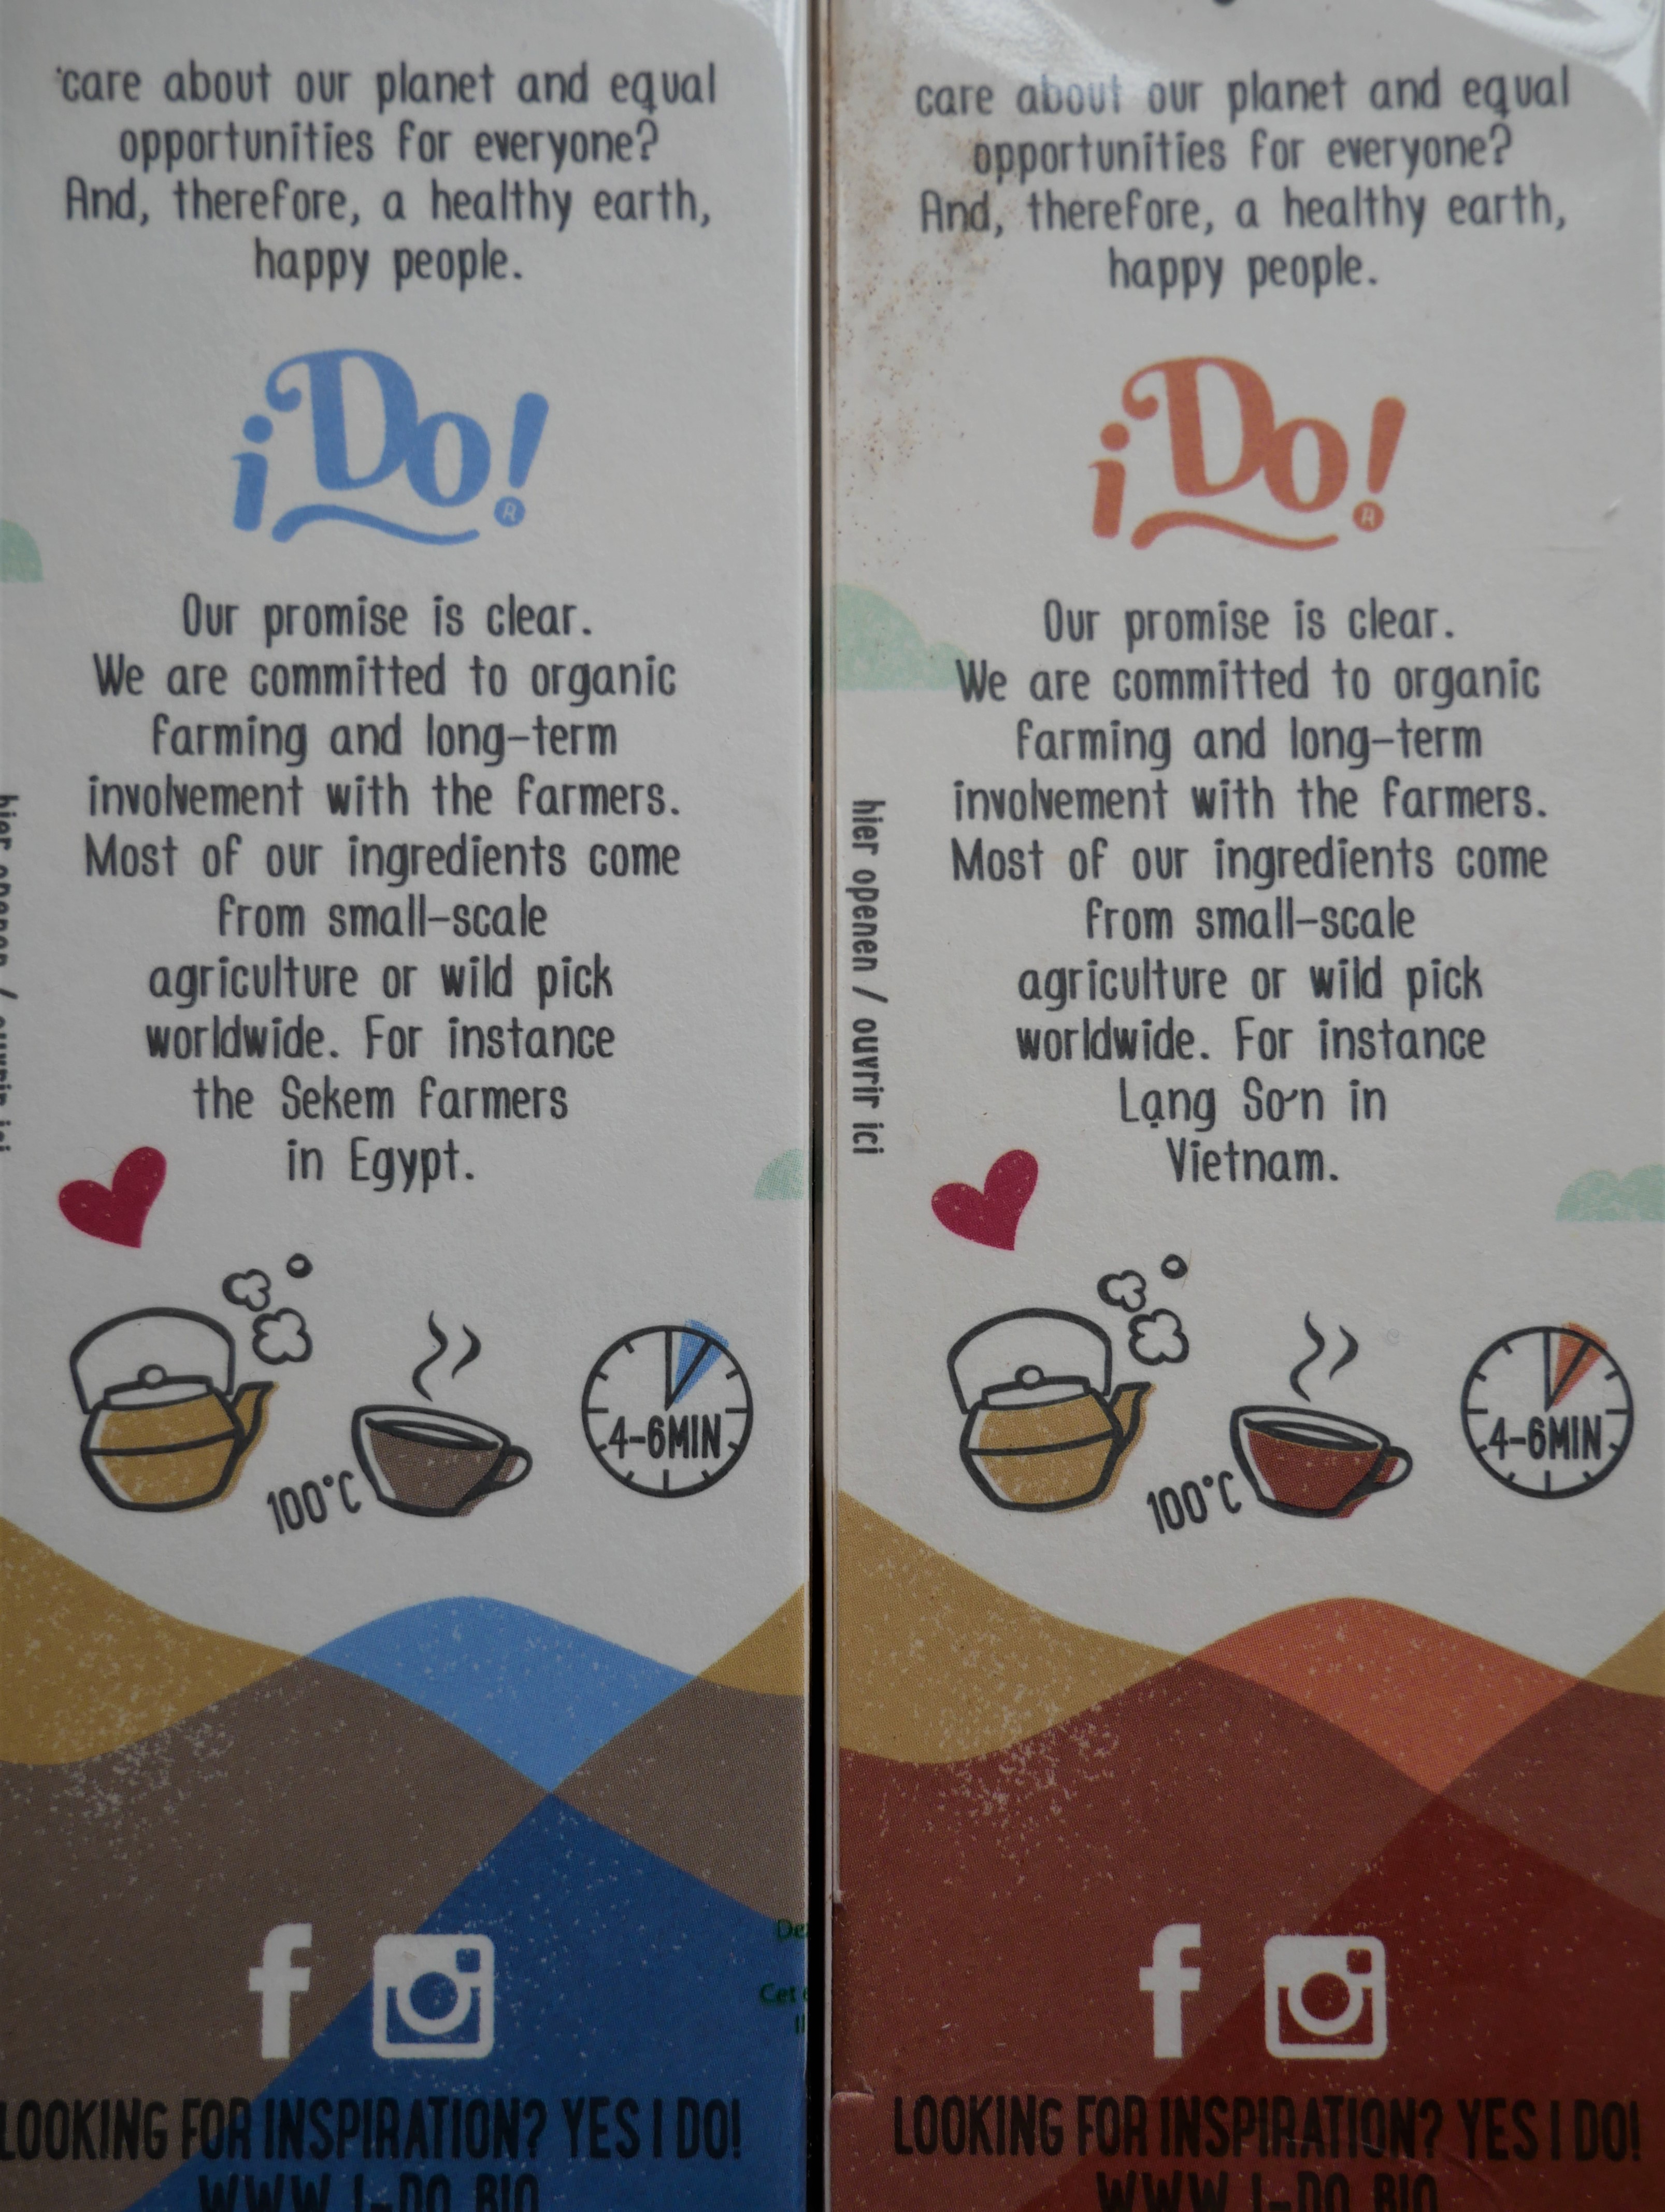 care about our planet and equal
opportunities for everyone?
And, therefore, a healthy earth,
happy people.
iDo!
Our promise is clear.
We are committed to organic
farming and long-term
involvement with the farmers.
Most of our ingredients come
from small-scale
agriculture or wild pick
worldwide. For instance
the Sekem farmers
in Egypt.
100°C
4-6MIN
LOOKING FOR INSPIRATION? YES I DO!
WWW.I-DO.BIO
care about our planet and equal
opportunities for everyone?
And, therefore, a healthy earth,
happy people.
iDo!
hier openen / ouvrir ici
Our promise is clear.
We are committed to organic
farming and long-term
involvement with the farmers.
Most of our ingredients come
from small-scale
agriculture or wild pick
worldwide. For instance
Lạng Sơn in
Vietnam.
100°C
4-6MIN
LOOKING FOR INSPIRATION? YES I DO!
WWW.I-DO.BIO